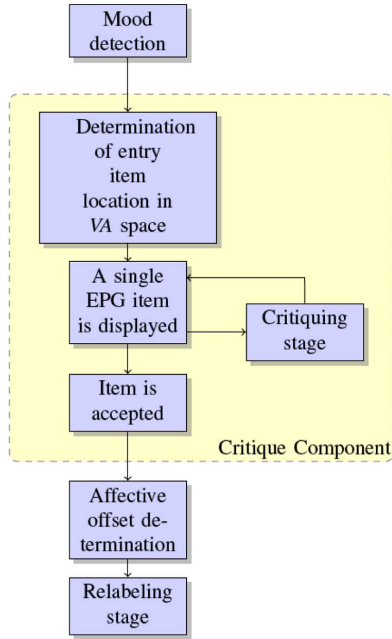 Mood
detection
Determination
of entry
item
location in
VA space
A single
EPG item
is displayed
Critiquing
stage
Item is
accepted
Critique Component
Affective
offset de-
termination
Relabeling
stage